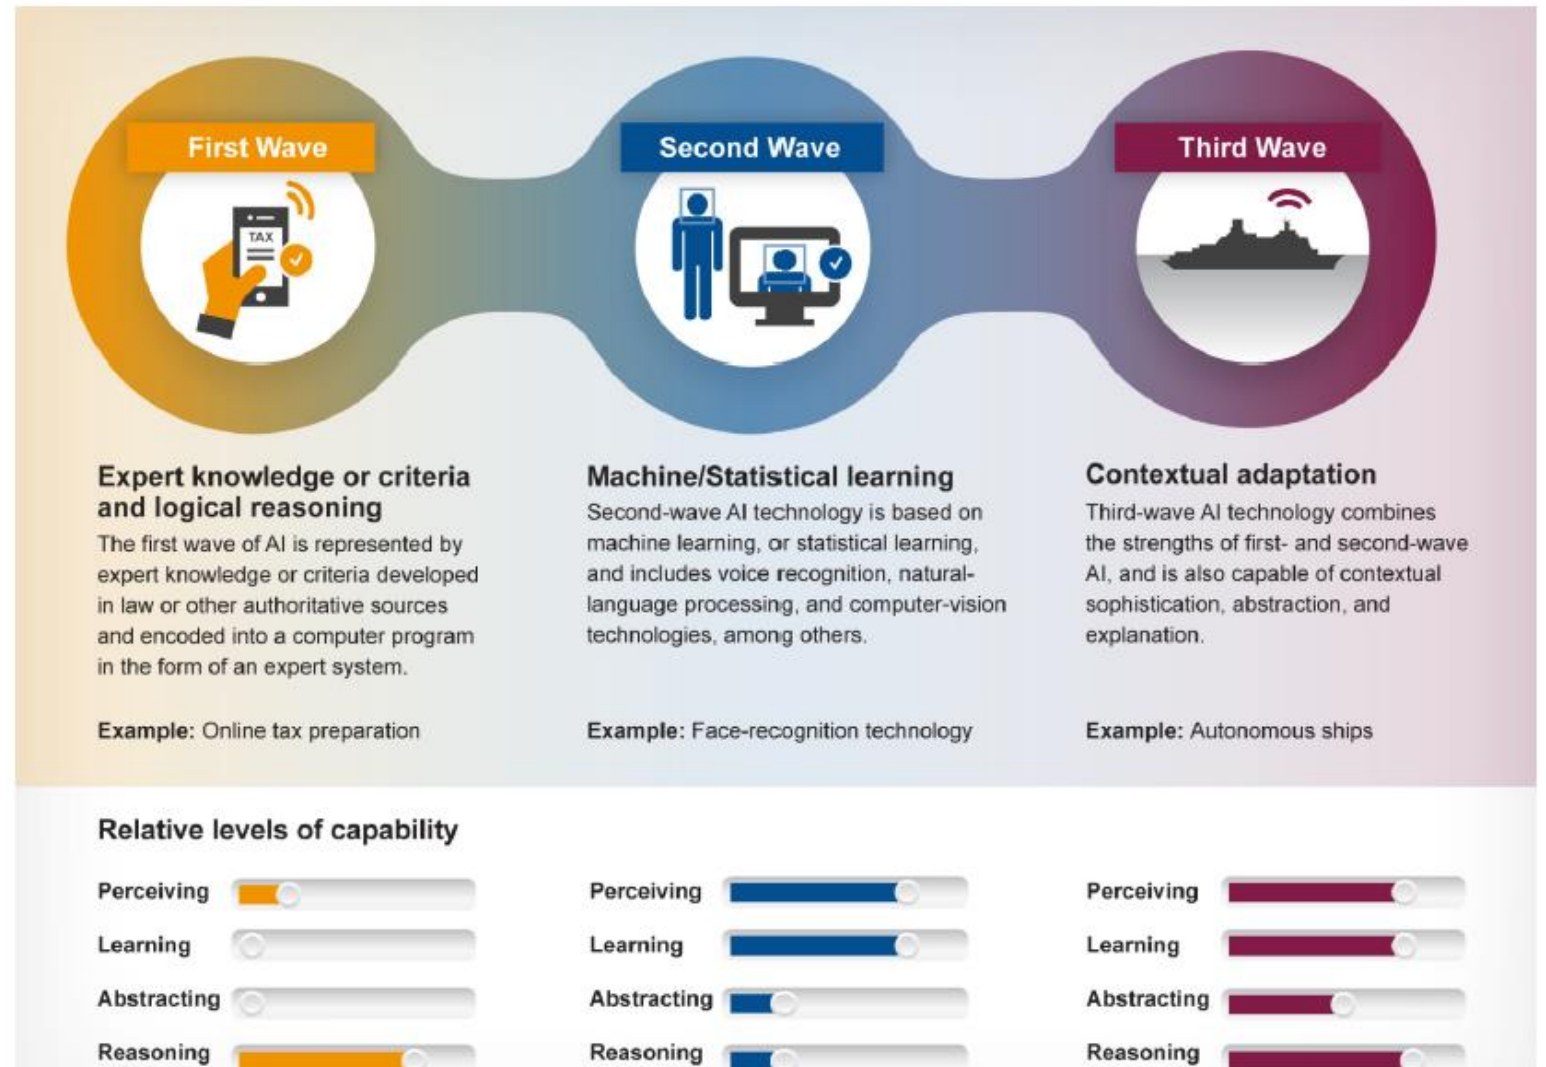 First Wave
Second Wave
Third Wave
TAX
Expert knowledge or criteria
and logical reasoning
The first wave of AI is represented by
expert knowledge or criteria developed
in law or other authoritative sources
and encoded into a computer program
in the form of an expert system.
Example: Online tax preparation
Machine/Statistical learning
Second-wave AI technology is based on
machine learning, or statistical learning,
and includes voice recognition, natural-
language processing, and computer-vision
technologies, among others.
Example: Face-recognition technology
Contextual adaptation
Third-wave AI technology combines
the strengths of first- and second-wave
AI, and is also capable of contextual
sophistication, abstraction, and
explanation.
Example: Autonomous ships
Relative levels of capability
Perceiving
Learning
Abstracting
Reasoning
Perceiving
Learning
Abstracting
Reasoning
Perceiving
Learning
Abstracting
Reasoning